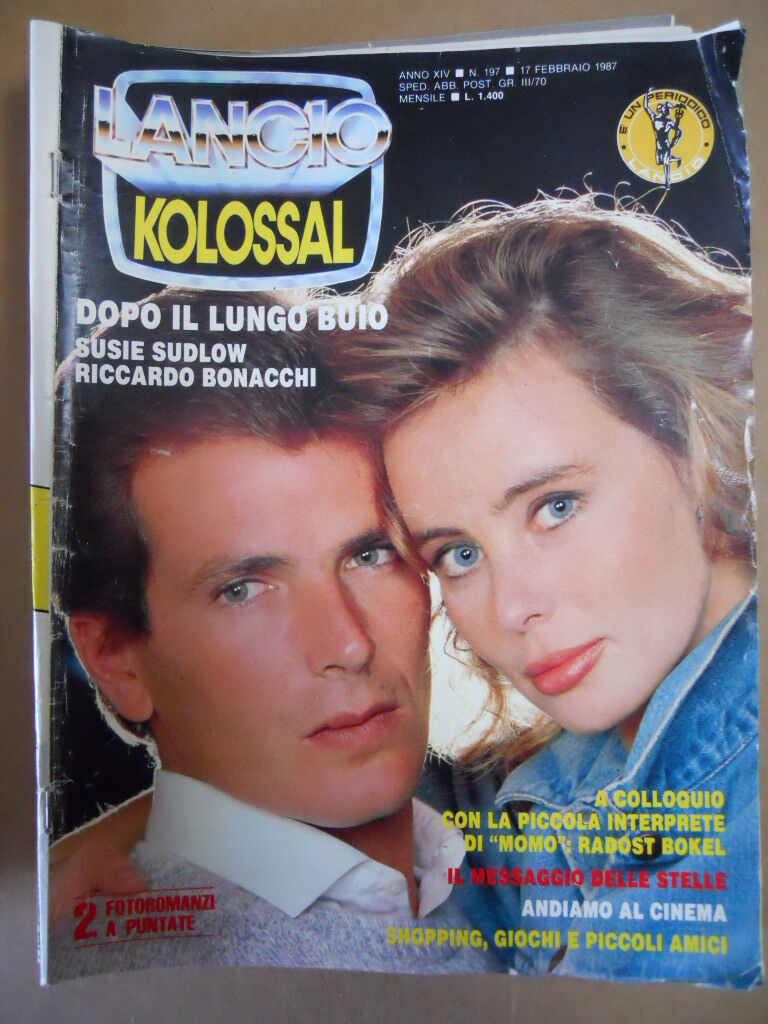 ANNO XIV ■ N. 197 ■ 17 FEBBRAIO 1987
SPED. ABB. POST. GR. III/70
MENSILE ■ L. 1.400
LANCIO
KOLOSSAL
• E' UN PERIODICO •
LANCIO
DOPO IL LUNGO BUIO
SUSIE SUDLOW
RICCARDO BONACCHI
A COLLOQUIO
CON LA PICCOLA INTERPRETE
DI "MOMO": RADOST BOKEL
IL MESSAGGIO DELLE STELLE
ANDIAMO AL CINEMA
SHOPPING, GIOCHI E PICCOLI AMICI
2 FOTOROMANZI
A PUNTATE